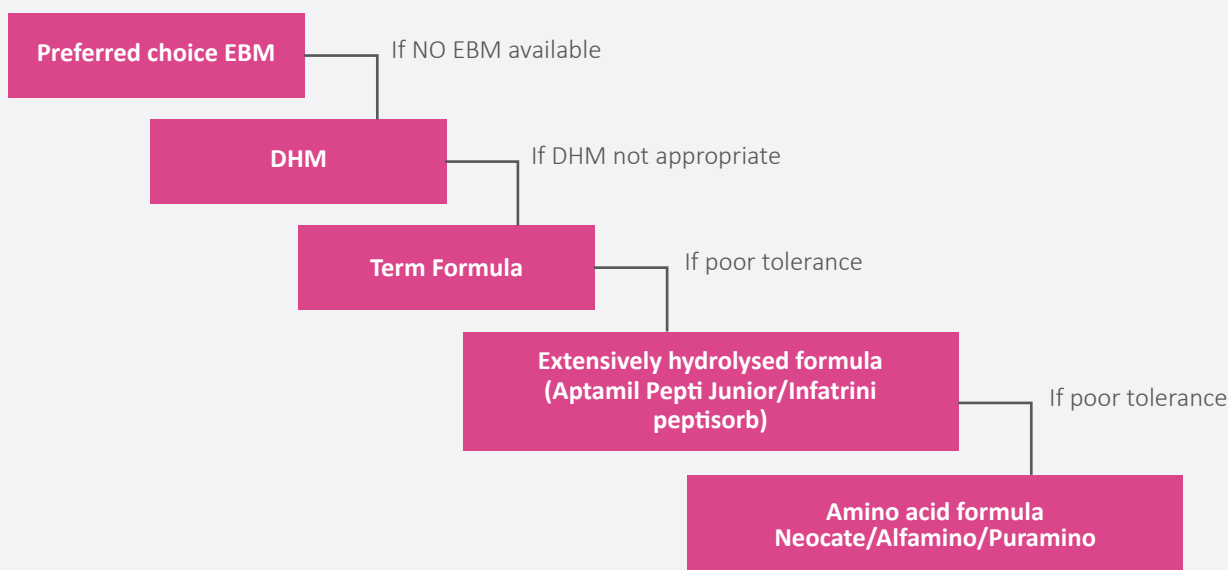 Preferred choice EBM
If NO EBM available
DHM
If DHM not appropriate
Term Formula
If poor tolerance
Extensively hydrolysed formula
(Aptamil Pepti Junior/Infatrini
peptisorb)
If poor tolerance
Amino acid formula
Neocate/Alfamino/Puramino